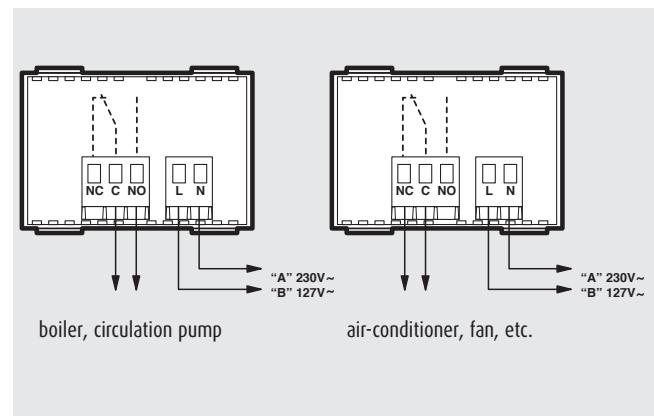 NC C NO L N
"A" 230V~
"B" 127V~
boiler, circulation pump
NC C NO L N
"A" 230V~
"B" 127V~
air-conditioner, fan, etc.